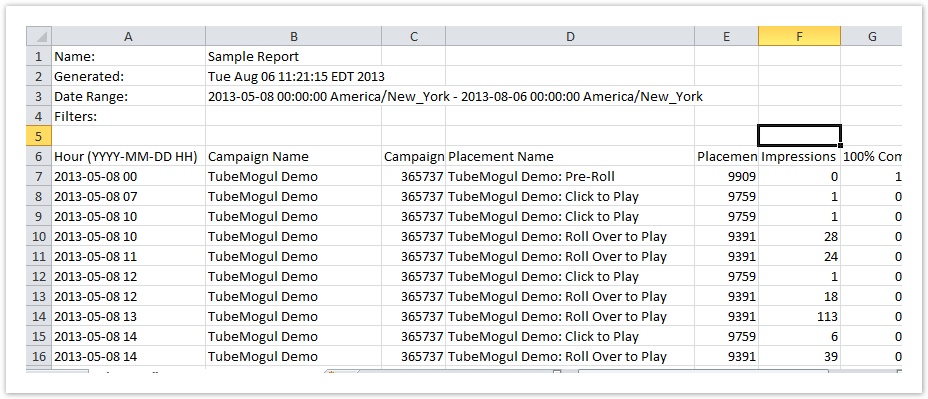 A B C D E F G
1 Name: Sample Report
2 Generated: Tue Aug 06 11:21:15 EDT 2013
3 Date Range: 2013-05-08 00:00:00 America/New_York - 2013-08-06 00:00:00 America/New_York
4 Filters:
5
6 Hour (YYYY-MM-DD HH) Campaign Name Campaign Placement Name Placemen Impressions 100% Com
7 2013-05-08 00 TubeMogul Demo 365737 TubeMogul Demo: Pre-Roll 9909 0 1
8 2013-05-08 07 TubeMogul Demo 365737 TubeMogul Demo: Click to Play 9759 1 0
9 2013-05-08 10 TubeMogul Demo 365737 TubeMogul Demo: Click to Play 9759 1 0
10 2013-05-08 10 TubeMogul Demo 365737 TubeMogul Demo: Roll Over to Play 9391 28 0
11 2013-05-08 11 TubeMogul Demo 365737 TubeMogul Demo: Roll Over to Play 9391 24 0
12 2013-05-08 12 TubeMogul Demo 365737 TubeMogul Demo: Click to Play 9759 1 0
13 2013-05-08 12 TubeMogul Demo 365737 TubeMogul Demo: Roll Over to Play 9391 18 0
14 2013-05-08 13 TubeMogul Demo 365737 TubeMogul Demo: Roll Over to Play 9391 113 0
15 2013-05-08 14 TubeMogul Demo 365737 TubeMogul Demo: Click to Play 9759 6 0
16 2013-05-08 14 TubeMogul Demo 365737 TubeMogul Demo: Roll Over to Play 9391 39 0